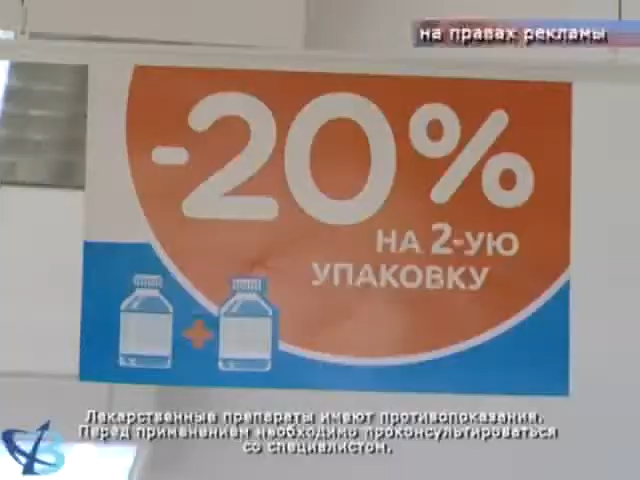 на правах рекламы
-20%
НА 2-УЮ
УПАКОВКУ
Лекарственные препараты имеют противопоказания.
Перед применением необходимо проконсультироваться
со специалистом.